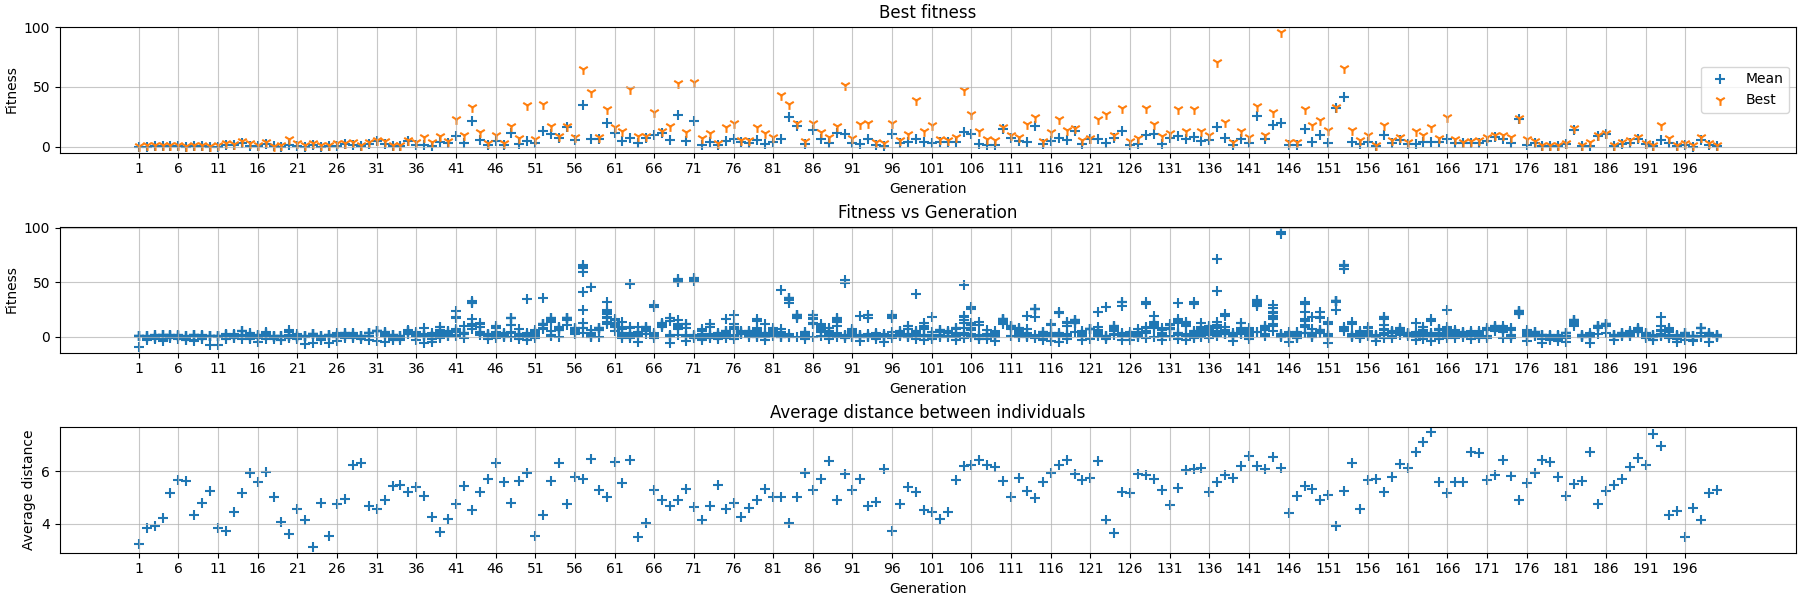 Best fitness
100
50
0
Fitness
Mean
Best
1 6 11 16 21 26 31 36 41 46 51 56 61 66 71 76 81 86 91 96 101 106 111 116 121 126 131 136 141 146 151 156 161 166 171 176 181 186 191 196
Generation
Fitness vs Generation
100
50
0
Fitness
1 6 11 16 21 26 31 36 41 46 51 56 61 66 71 76 81 86 91 96 101 106 111 116 121 126 131 136 141 146 151 156 161 166 171 176 181 186 191 196
Generation
Average distance between individuals
6
4
Average distance
1 6 11 16 21 26 31 36 41 46 51 56 61 66 71 76 81 86 91 96 101 106 111 116 121 126 131 136 141 146 151 156 161 166 171 176 181 186 191 196
Generation